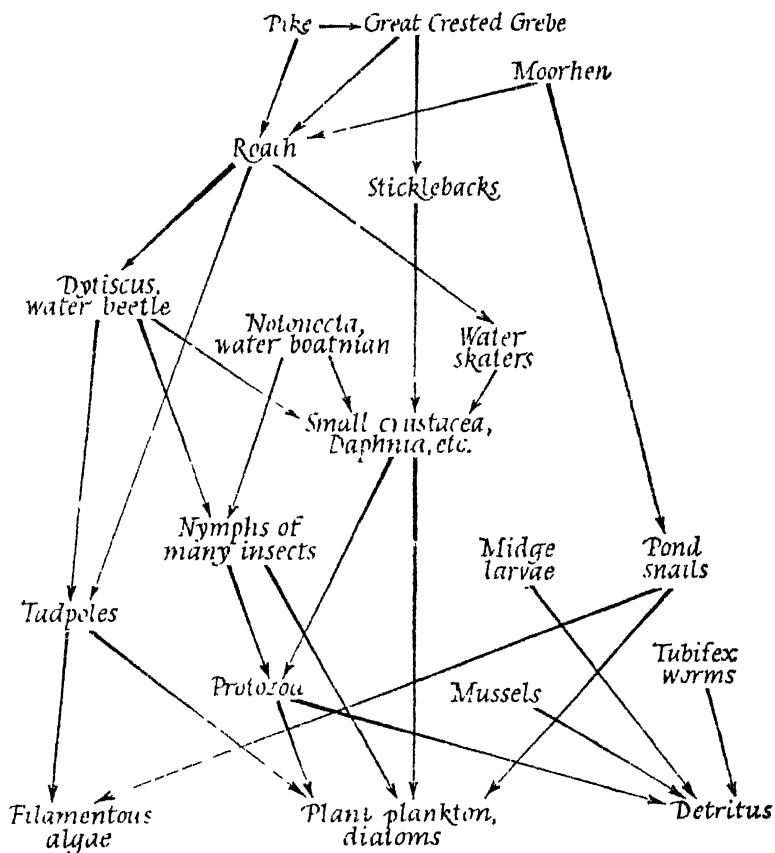 Pike
Great Crested Grebe
Moorhen
Roach
Sticklebacks
Dytiscus,
water beetle
Notonecta,
water boatman
Water
skaters
Small crustacea,
Daphnia, etc.
Nymphs of
many insects
Midge
larvae
Pond
snails
Tadpoles
Tubifex
worms
Protozoa
Mussels
Filamentous
algae
Plant plankton,
diatoms
Detritus